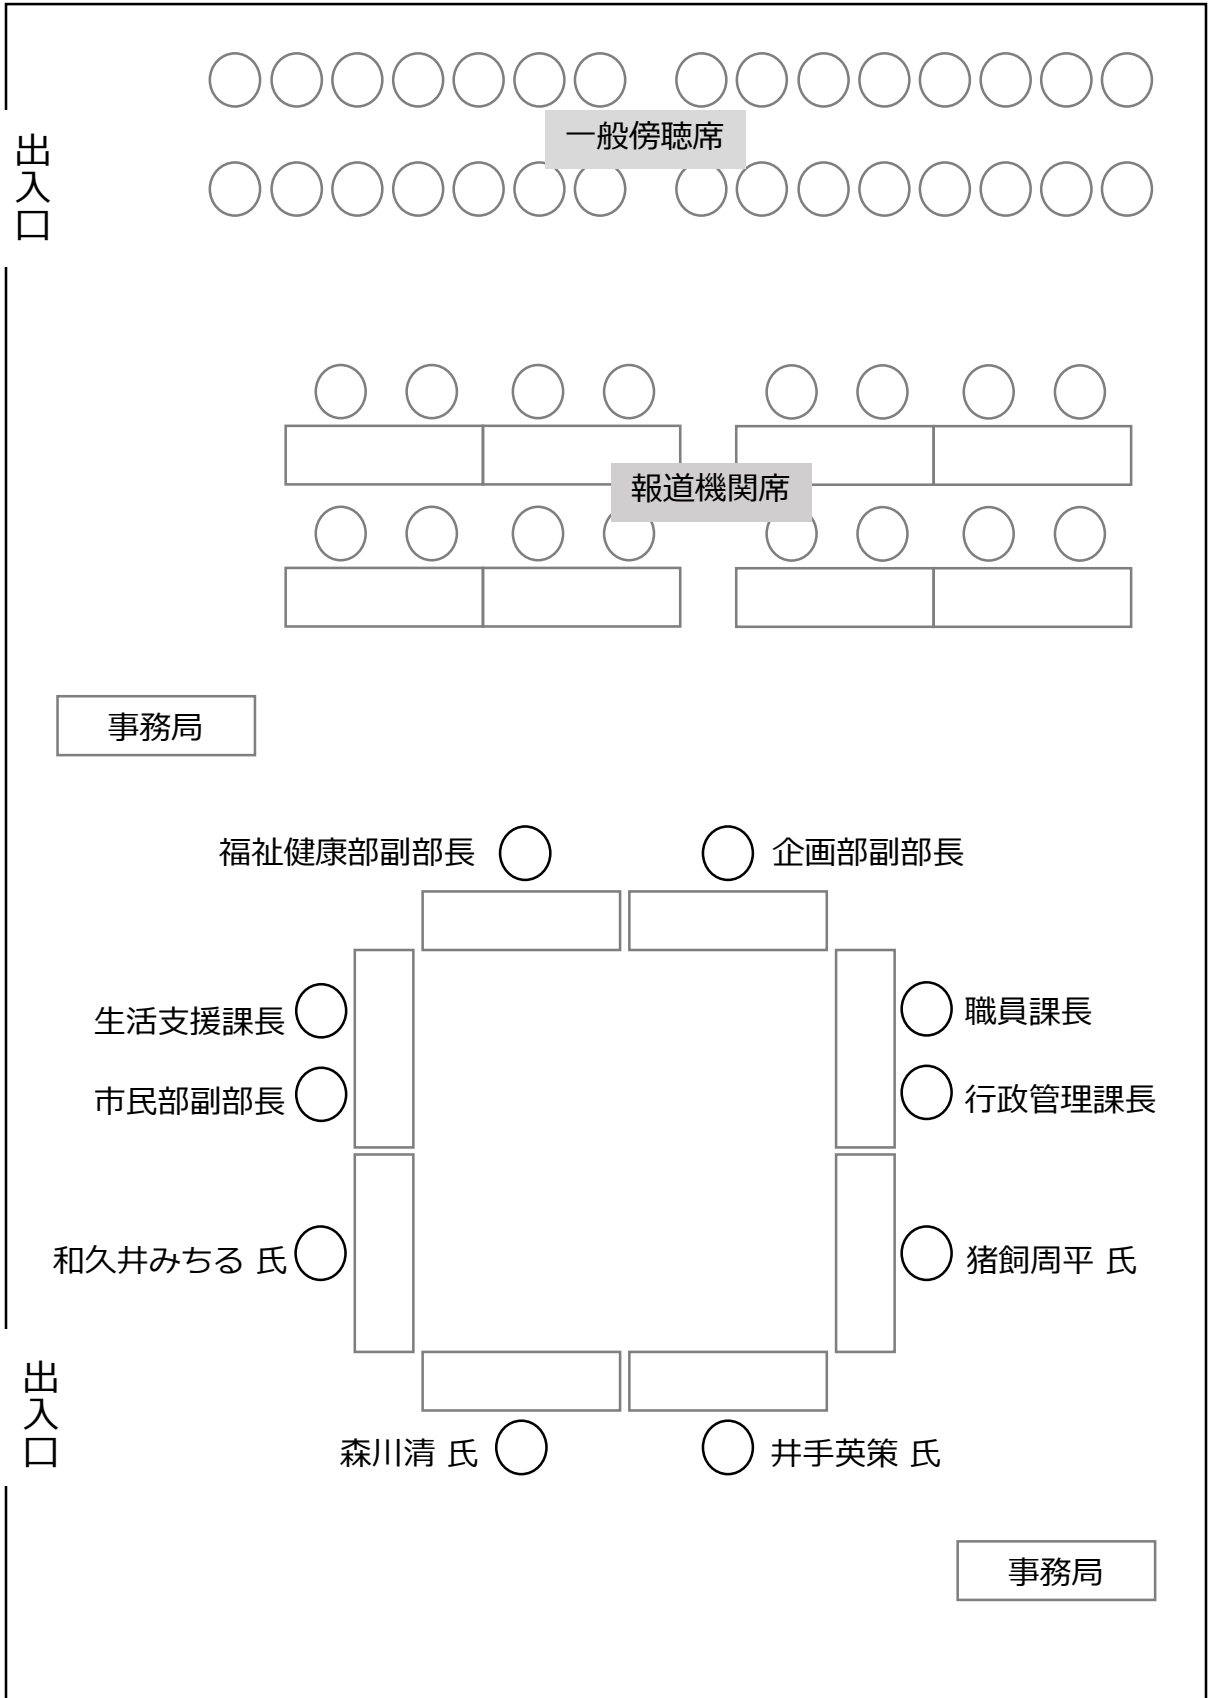 一般傍聴席
出入口
報道機関席
事務局
福祉健康部副部長
企画部副部長
生活支援課長
職員課長
市民部副部長
行政管理課長
和久井みちる 氏
猪飼周平 氏
出入口
森川清 氏
井手英策 氏
事務局